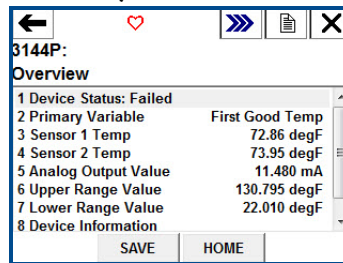 3144P:
Overview
1 Device Status: Failed
2 Primary Variable First Good Temp
3 Sensor 1 Temp 72.86 degF
4 Sensor 2 Temp 73.95 degF
5 Analog Output Value 11.480 mA
6 Upper Range Value 130.795 degF
7 Lower Range Value 22.010 degF
8 Device Information
SAVE HOME